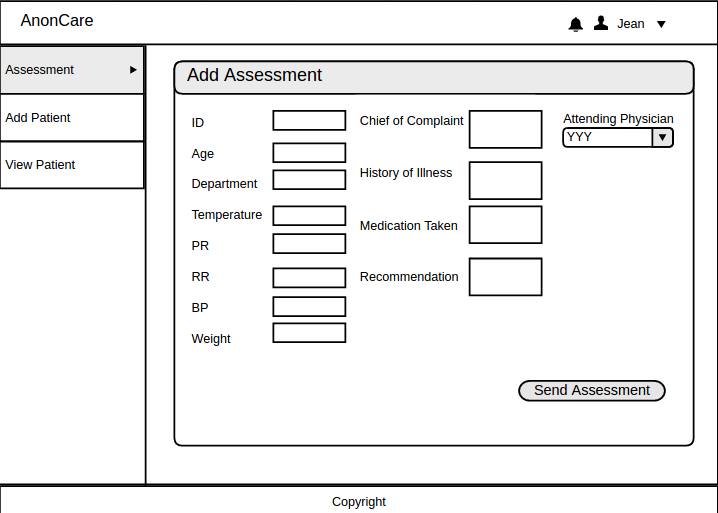 AnonCare
Jean
Assessment
Add Patient
View Patient
Add Assessment
ID
Age
Department
Temperature
PR
RR
BP
Weight
Chief of Complaint
History of Illness
Medication Taken
Recommendation
Attending Physician
YYY
Send Assessment
Copyright